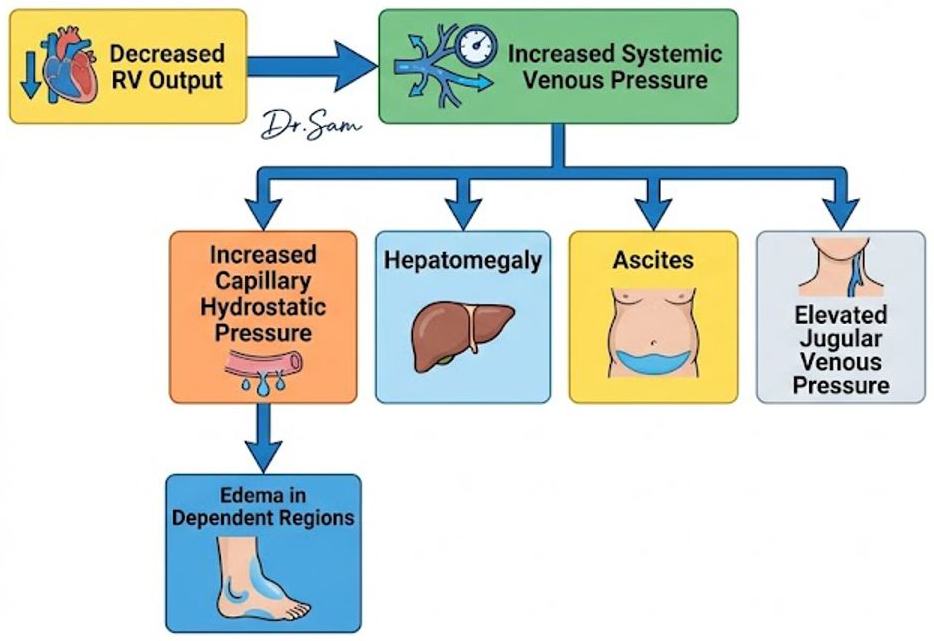 Decreased
RV Output
Increased Systemic
Venous Pressure
Dr.Sam
Increased
Capillary
Hydrostatic
Pressure
Hepatomegaly
Ascites
Elevated
Jugular
Venous
Pressure
Edema in
Dependent Regions